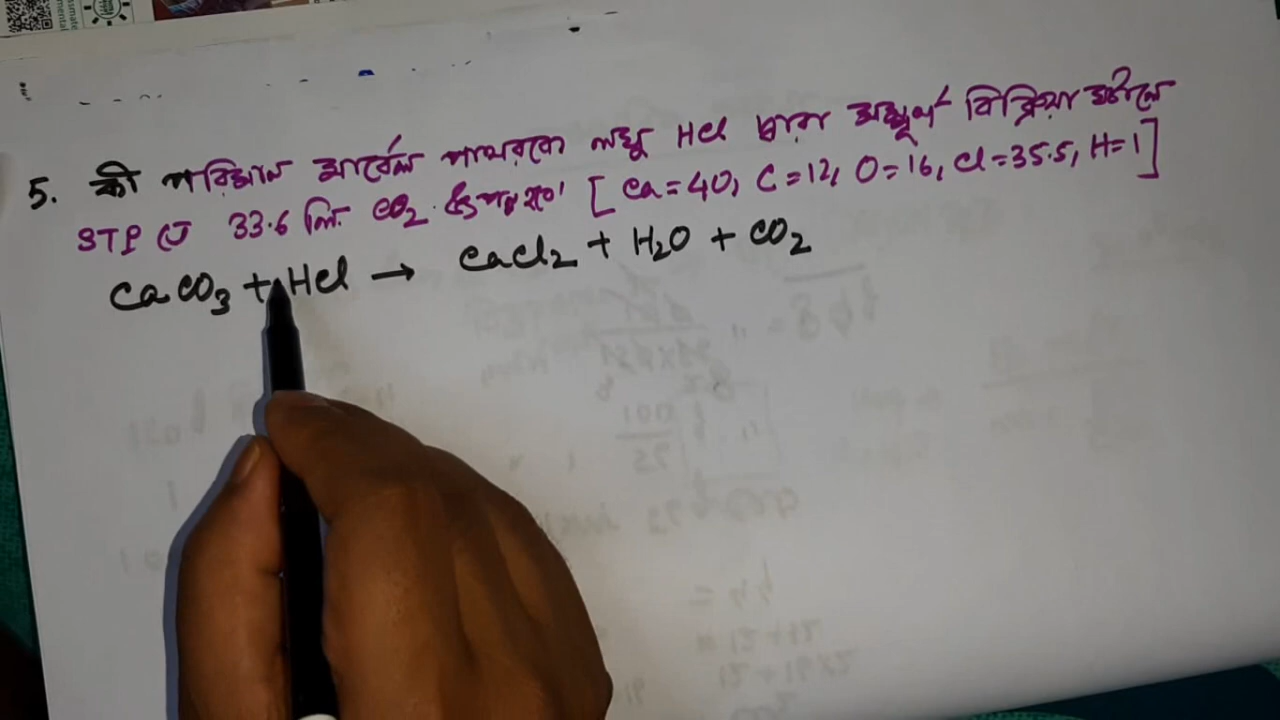 5. কী পরিমাণ মার্বেল পাথরকে লঘু HCl দ্বারা সম্পূর্ণ বিক্রিয়া ঘটালে
STP তে 33.6 লি. CO₂ উৎপন্ন হবে [Ca=40, C=12, O=16, Cl=35.5, H=1]
CaCO₃ + HCl → CaCl₂ + H₂O + CO₂